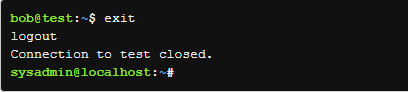 bob@test:~$ exit
logout
Connection to test closed.
sysadmin@localhost:~#